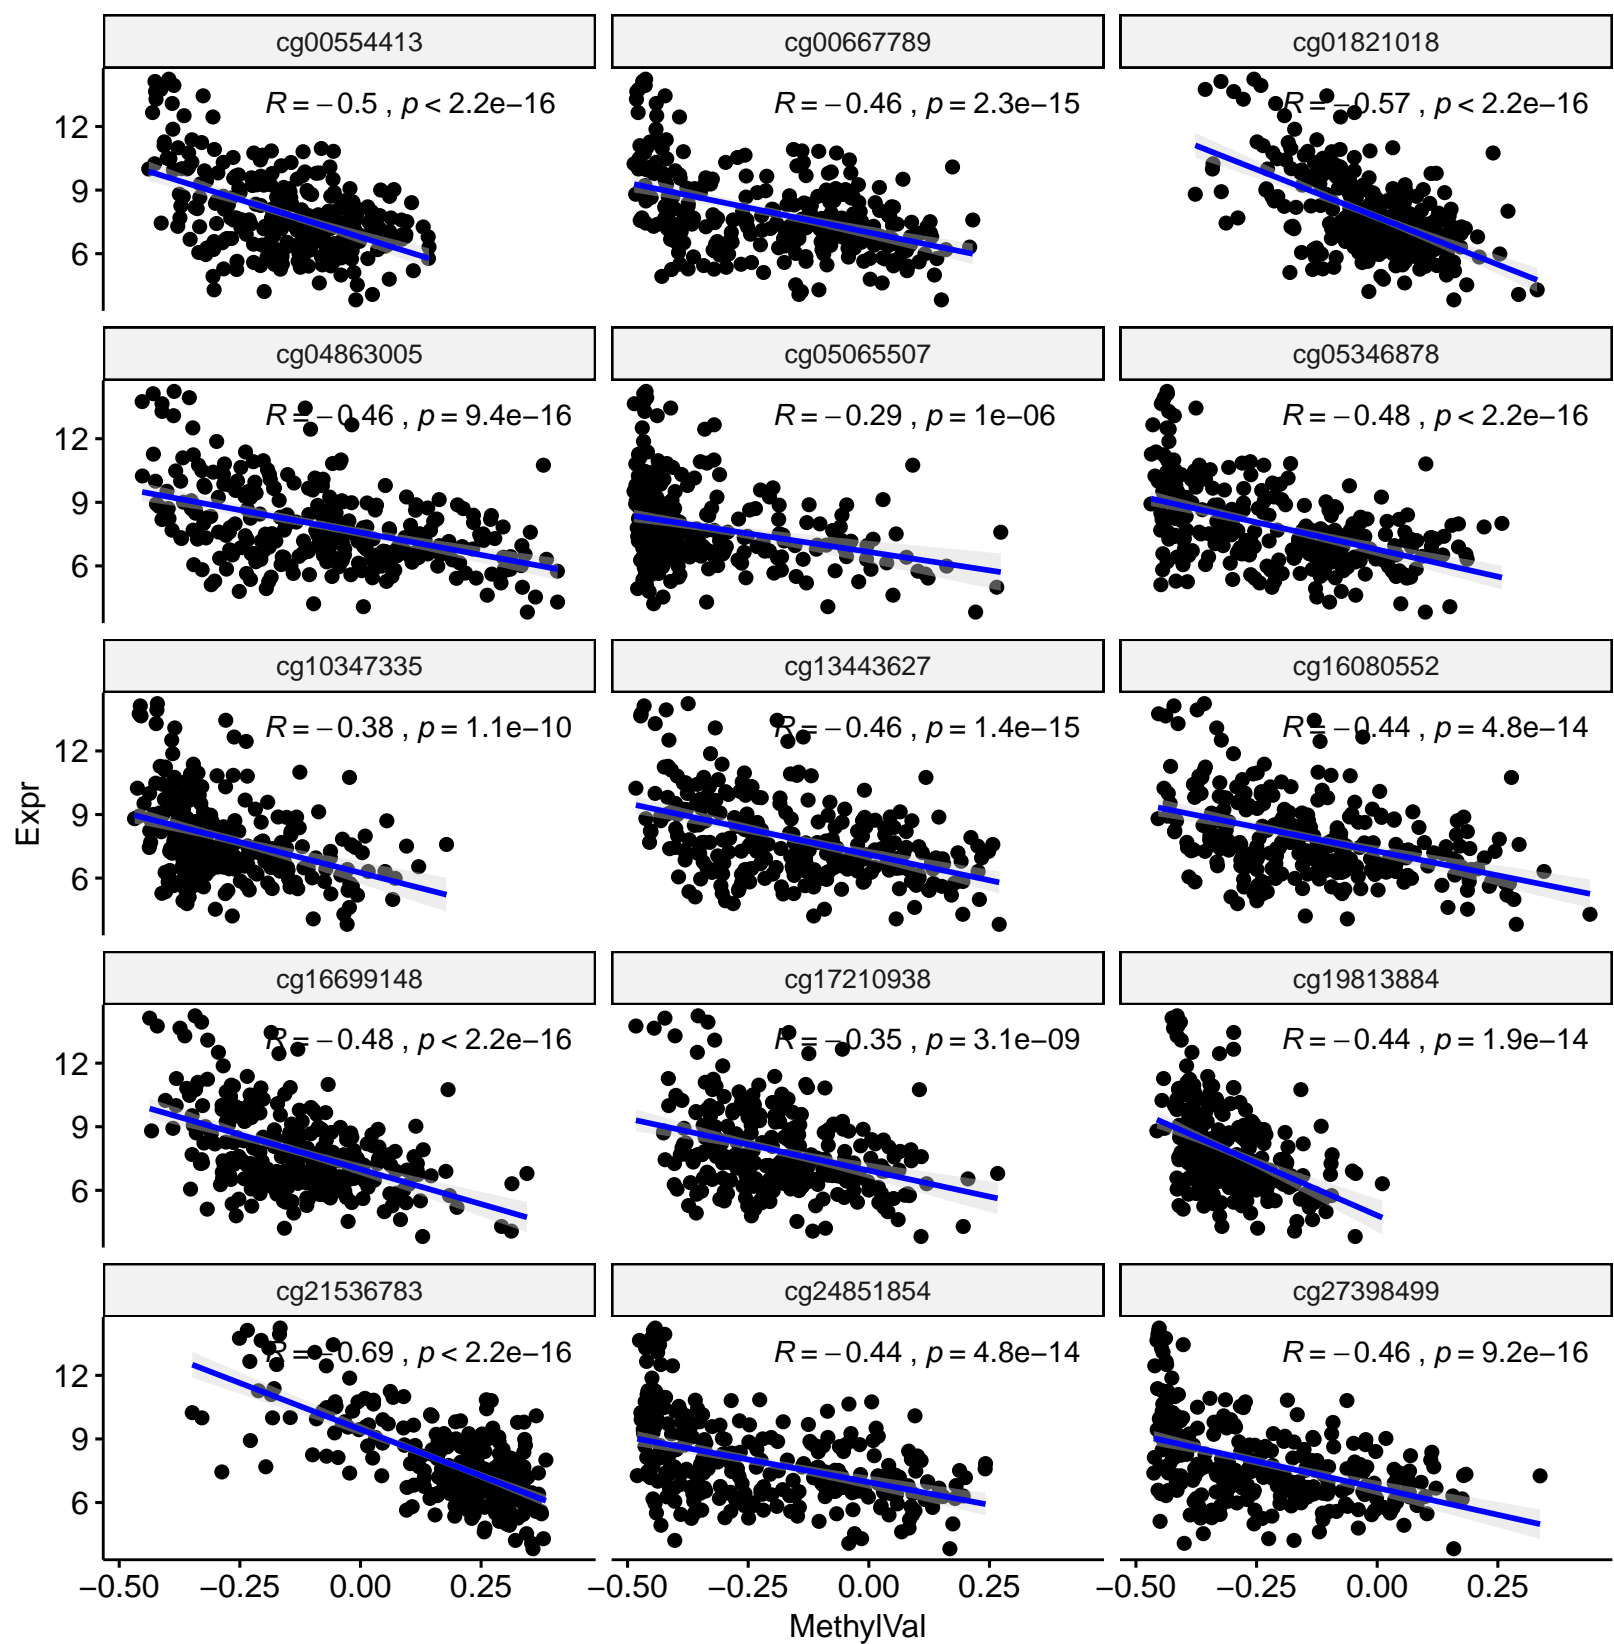 cg00554413 cg00667789 cg01821018
R = −0.5 , p < 2.2e−16 R = −0.46 , p = 2.3e−15 R = −0.57 , p < 2.2e−16
12
9
6
cg04863005 cg05065507 cg05346878
R = −0.46 , p = 9.4e−16 R = −0.29 , p = 1e−06 R = −0.48 , p < 2.2e−16
12
9
6
cg10347335 cg13443627 cg16080552
R = −0.38 , p = 1.1e−10 R = −0.46 , p = 1.4e−15 R = −0.44 , p = 4.8e−14
12
9
6
Expr
cg16699148 cg17210938 cg19813884
R = −0.48 , p < 2.2e−16 R = −0.35 , p = 3.1e−09 R = −0.44 , p = 1.9e−14
12
9
6
cg21536783 cg24851854 cg27398499
R = −0.69 , p < 2.2e−16 R = −0.44 , p = 4.8e−14 R = −0.46 , p = 9.2e−16
12
9
6
−0.50 −0.25 0.00 0.25 −0.50 −0.25 0.00 0.25 −0.50 −0.25 0.00 0.25
MethylVal